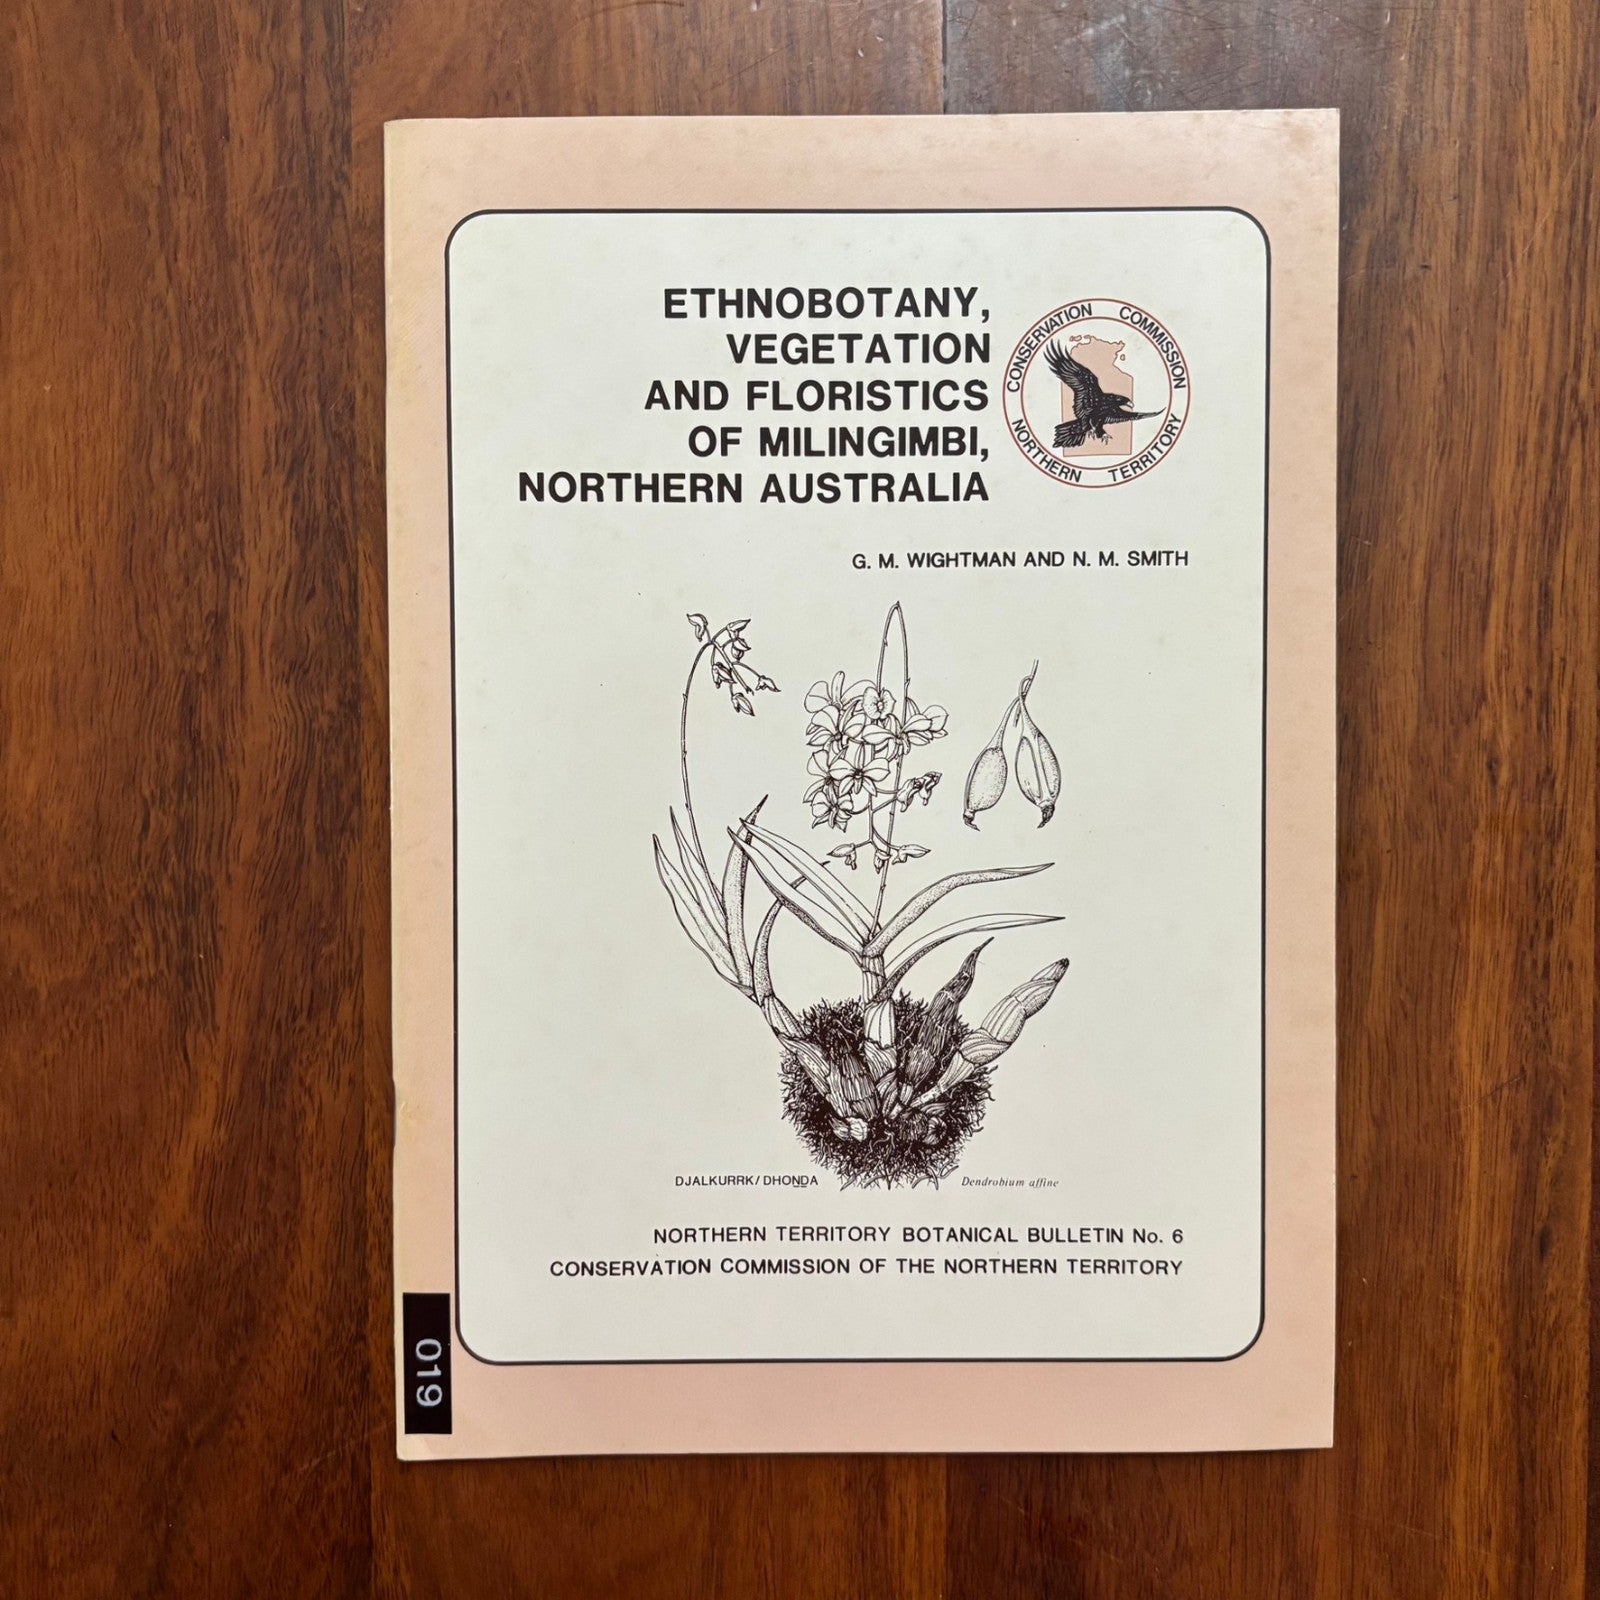 ETHNOBOTANY,
VEGETATION
AND FLORISTICS
OF MILINGIMBI,
NORTHERN AUSTRALIA
CONSERVATION COMMISSION
NORTHERN TERRITORY
G. M. WIGHTMAN AND N. M. SMITH
DJALKURRK/DHOṈḎA
Dendrobium affine
NORTHERN TERRITORY BOTANICAL BULLETIN No. 6
CONSERVATION COMMISSION OF THE NORTHERN TERRITORY
019